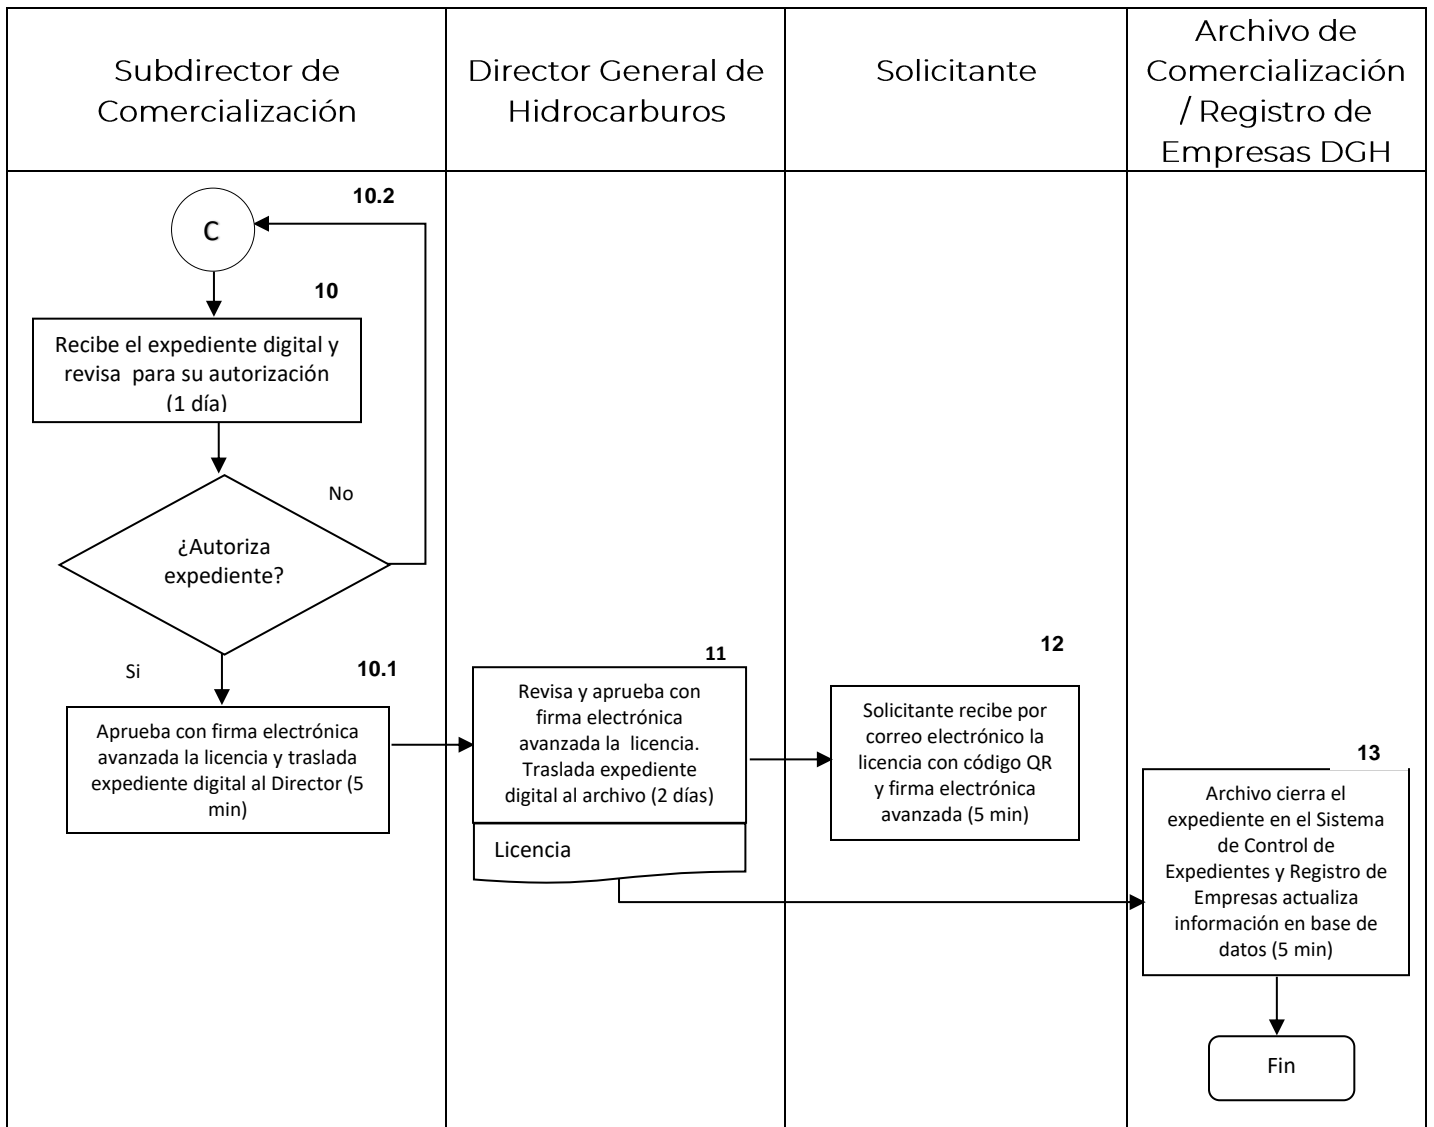 Subdirector de
Comercialización
Director General de
Hidrocarburos
Solicitante
Archivo de
Comercialización
/ Registro de
Empresas DGH
C
10.2
10
Recibe el expediente digital y
revisa para su autorización
(1 día)
No
¿Autoriza
expediente?
Si
10.1
Aprueba con firma electrónica
avanzada la licencia y traslada
expediente digital al Director (5
min)
11
Revisa y aprueba con
firma electrónica
avanzada la licencia.
Traslada expediente
digital al archivo (2 días)
Licencia
12
Solicitante recibe por
correo electrónico la
licencia con código QR
y firma electrónica
avanzada (5 min)
13
Archivo cierra el
expediente en el Sistema
de Control de
Expedientes y Registro de
Empresas actualiza
información en base de
datos (5 min)
Fin